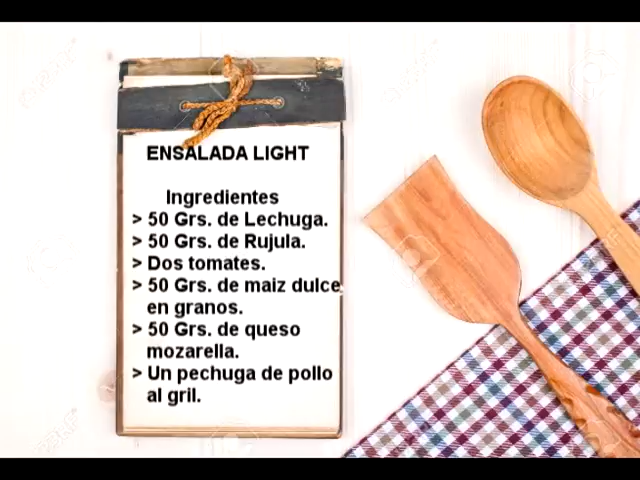 ENSALADA LIGHT
Ingredientes
> 50 Grs. de Lechuga.
> 50 Grs. de Rujula.
> Dos tomates.
> 50 Grs. de maiz dulce
en granos.
> 50 Grs. de queso
mozarella.
> Un pechuga de pollo
al gril.